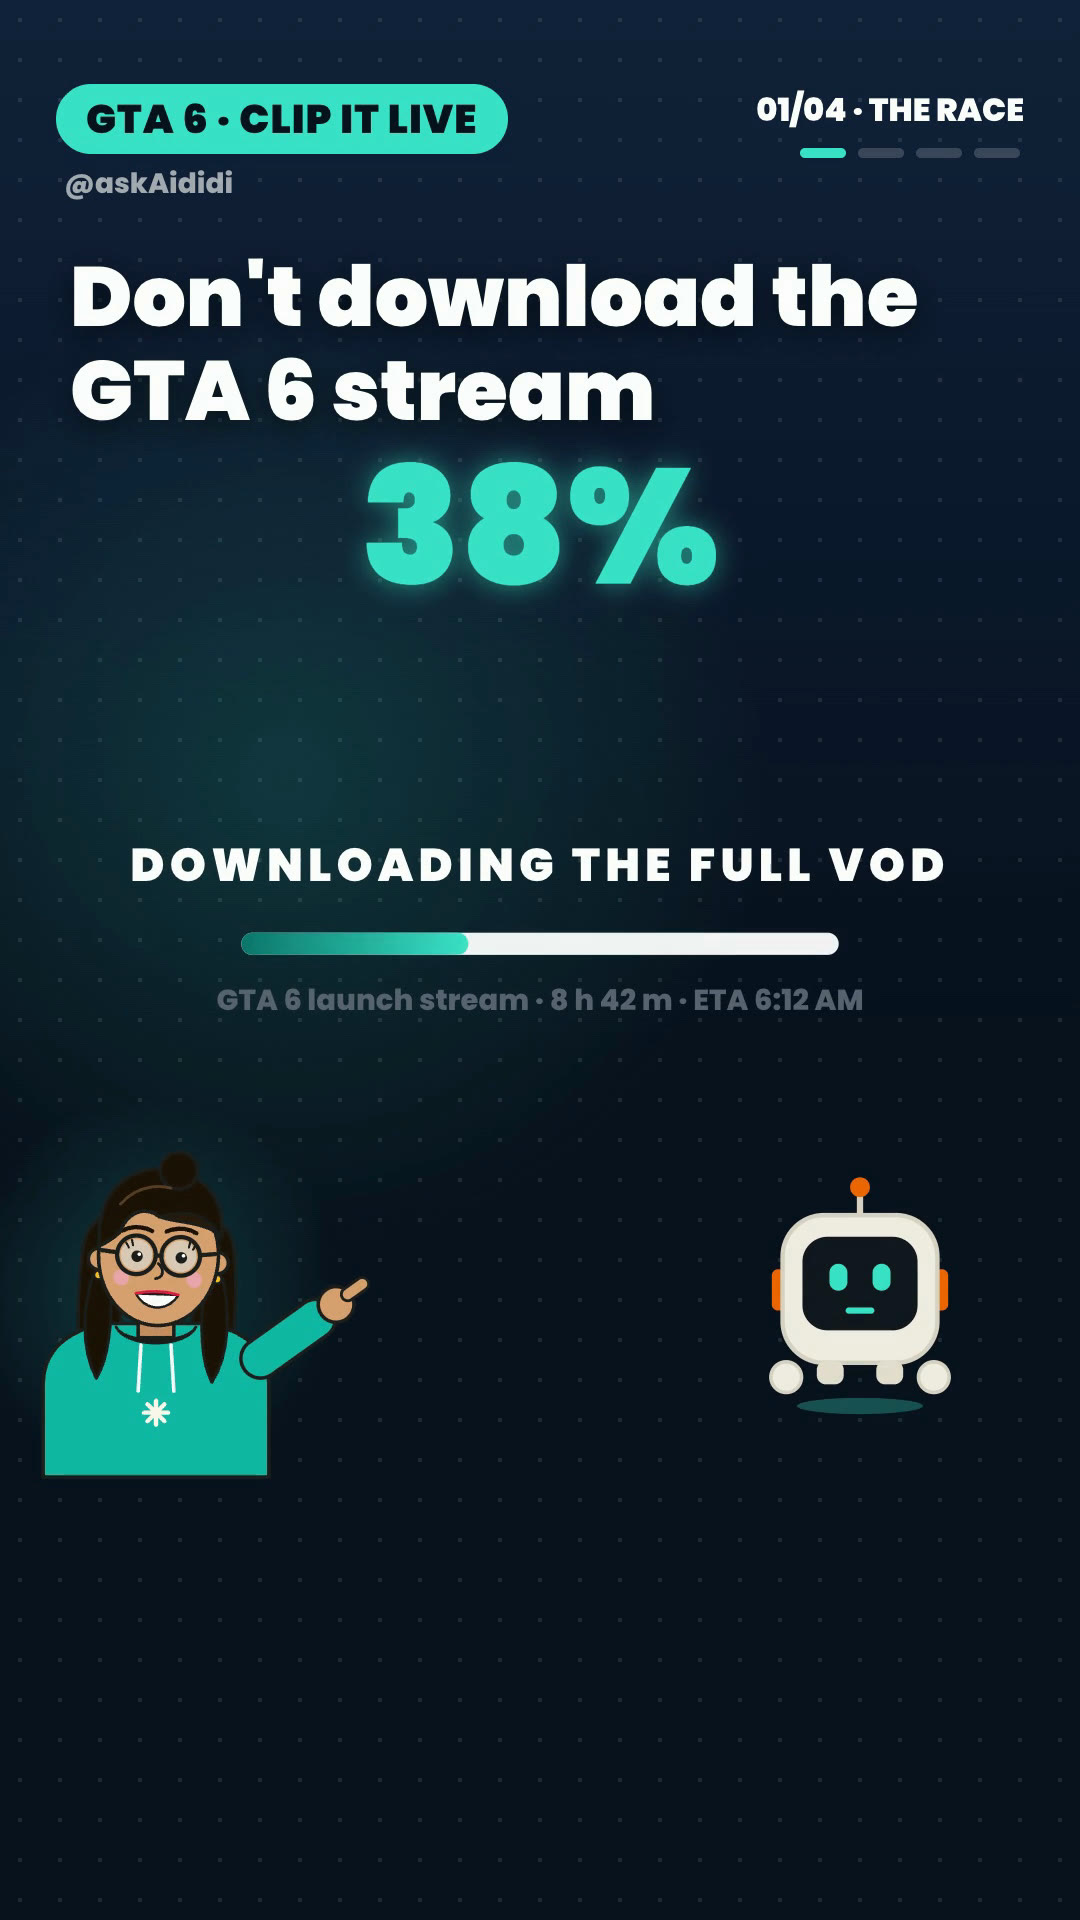 GTA 6 • CLIP IT LIVE
01/04 • THE RACE
@askAididi
Don't download the
GTA 6 stream
38%
DOWNLOADING THE FULL VOD
GTA 6 launch stream • 8 h 42 m • ETA 6:12 AM